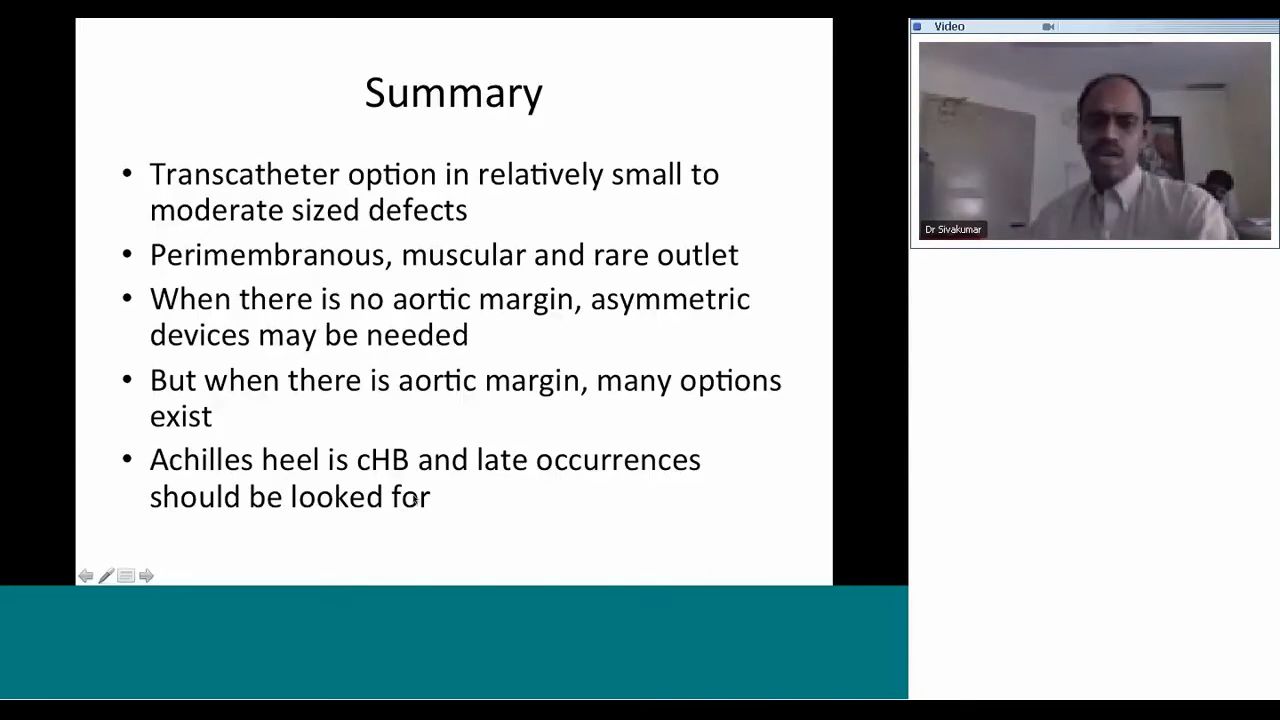 Summary
• Transcatheter option in relatively small to
moderate sized defects
• Perimembranous, muscular and rare outlet
• When there is no aortic margin, asymmetric
devices may be needed
• But when there is aortic margin, many options
exist
• Achilles heel is cHB and late occurrences
should be looked for
Video
Dr Sivakumar